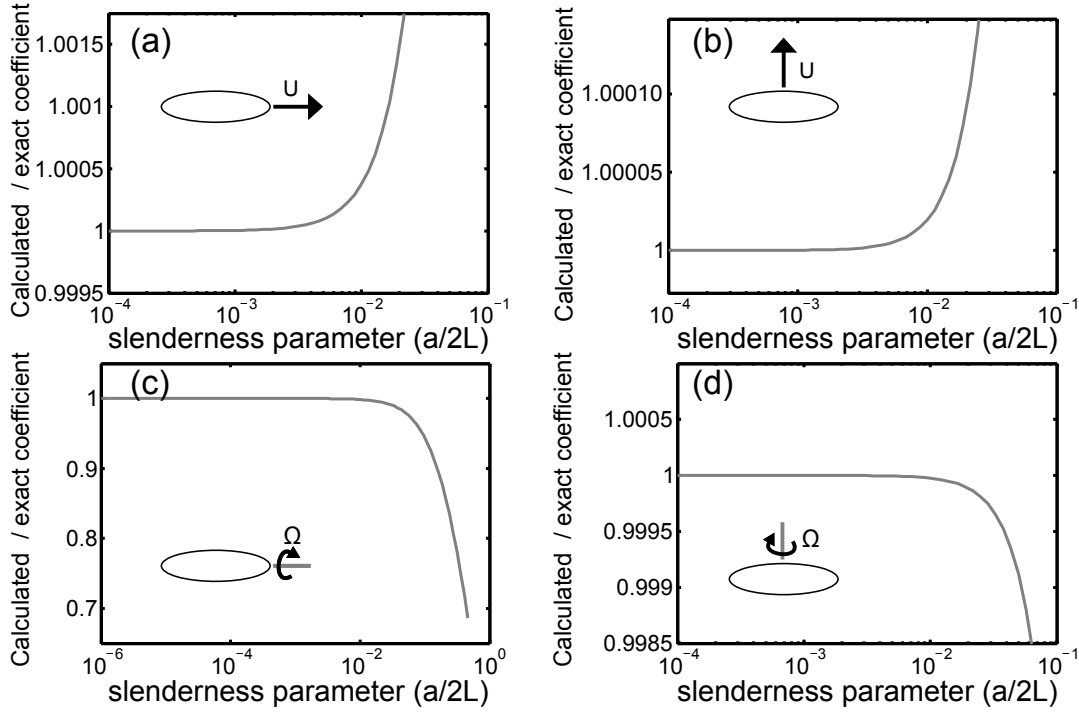 (a)
Calculated / exact coefficient
1.0015
1.001
1.0005
1
0.9995
U
10⁻⁴
10⁻³
10⁻²
10⁻¹
slenderness parameter (a/2L)
(b)
Calculated / exact coefficient
1.00010
1.00005
1
U
10⁻⁴
10⁻³
10⁻²
10⁻¹
slenderness parameter (a/2L)
(c)
Calculated / exact coefficient
1
0.9
0.8
0.7
Ω
10⁻⁶
10⁻⁴
10⁻²
10⁰
slenderness parameter (a/2L)
(d)
Calculated / exact coefficient
1.0005
1
0.9995
0.999
0.9985
Ω
10⁻⁴
10⁻³
10⁻²
10⁻¹
slenderness parameter (a/2L)